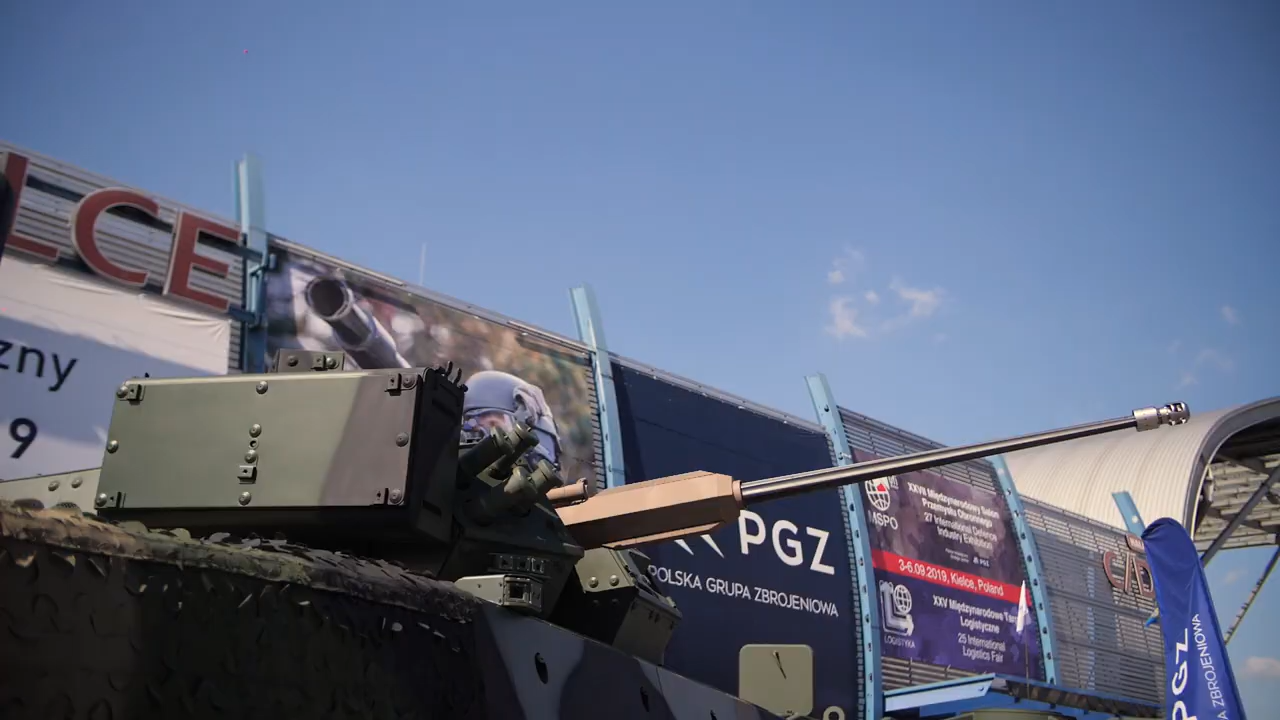 LCE
zny
9
PGZ
POLSKA GRUPA ZBROJENIOWA
MSPO
XXVII Międzynarodowy Salon
Przemysłu Obronnego
27 International Defence
Industry Exhibition
3-6.09.2019, Kielce, Poland
LOGISTYKA
XXV Międzynarodowe Targi
Logistyczne
25 International
Logistics Fair
PGZ
A ZBROJENIOWA